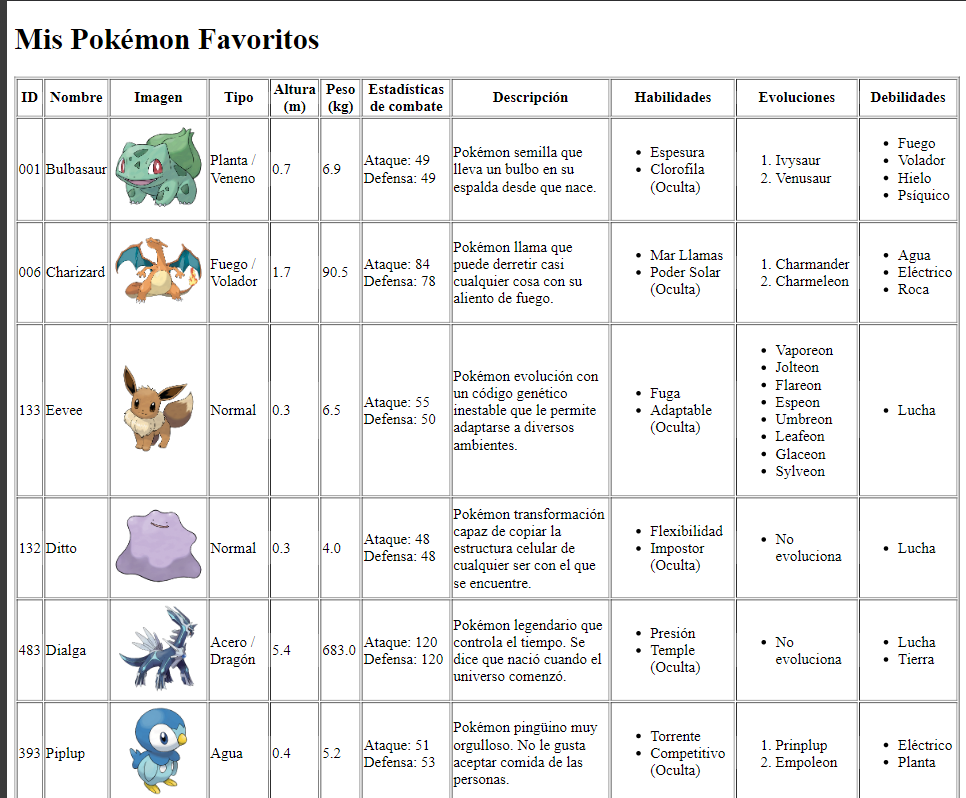 Mis Pokémon Favoritos
ID Nombre Imagen Tipo Altura (m) Peso (kg) Estadísticas de combate Descripción Habilidades Evoluciones Debilidades
001
Bulbasaur
Planta /
Veneno
0.7
6.9
Ataque: 49
Defensa: 49
Pokémon semilla que
lleva un bulbo en su
espalda desde que nace.
Espesura
Clorofila
(Oculta)
1. Ivysaur
2. Venusaur
Fuego
Volador
Hielo
Psíquico
006
Charizard
Fuego /
Volador
1.7
90.5
Ataque: 84
Defensa: 78
Pokémon llama que
puede derretir casi
cualquier cosa con su
aliento de fuego.
Mar Llamas
Poder Solar
(Oculta)
1. Charmander
2. Charmeleon
Agua
Eléctrico
Roca
133
Eevee
Normal
0.3
6.5
Ataque: 55
Defensa: 50
Pokémon evolución con
un código genético
inestable que le permite
adaptarse a diversos
ambientes.
Fuga
Adaptable
(Oculta)
Vaporeon
Jolteon
Flareon
Espeon
Umbreon
Leafeon
Glaceon
Sylveon
Lucha
132
Ditto
Normal
0.3
4.0
Ataque: 48
Defensa: 48
Pokémon transformación
capaz de copiar la
estructura celular de
cualquier ser con el que
se encuentre.
Flexibilidad
Impostor
(Oculta)
No
evoluciona
Lucha
483
Dialga
Acero /
Dragón
5.4
683.0
Ataque: 120
Defensa: 120
Pokémon legendario que
controla el tiempo. Se
dice que nació cuando el
universo comenzó.
Presión
Temple
(Oculta)
No
evoluciona
Lucha
Tierra
393
Piplup
Agua
0.4
5.2
Ataque: 51
Defensa: 53
Pokémon pingüino muy
orgulloso. No le gusta
aceptar comida de las
personas.
Torrente
Competitivo
(Oculta)
1. Prinplup
2. Empoleon
Eléctrico
Planta